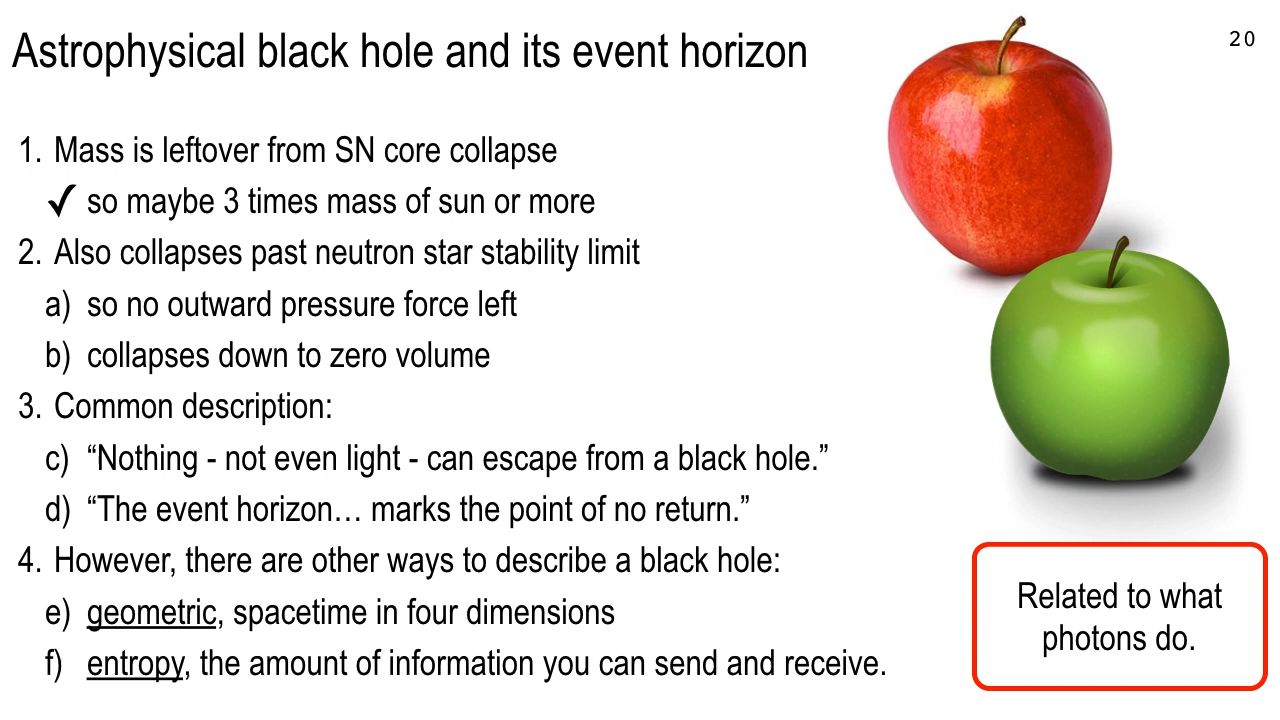 Astrophysical black hole and its event horizon
20
1. Mass is leftover from SN core collapse
✓ so maybe 3 times mass of sun or more
2. Also collapses past neutron star stability limit
a) so no outward pressure force left
b) collapses down to zero volume
3. Common description:
c) “Nothing - not even light - can escape from a black hole.”
d) “The event horizon… marks the point of no return.”
4. However, there are other ways to describe a black hole:
e) geometric, spacetime in four dimensions
f) entropy, the amount of information you can send and receive.
Related to what
photons do.